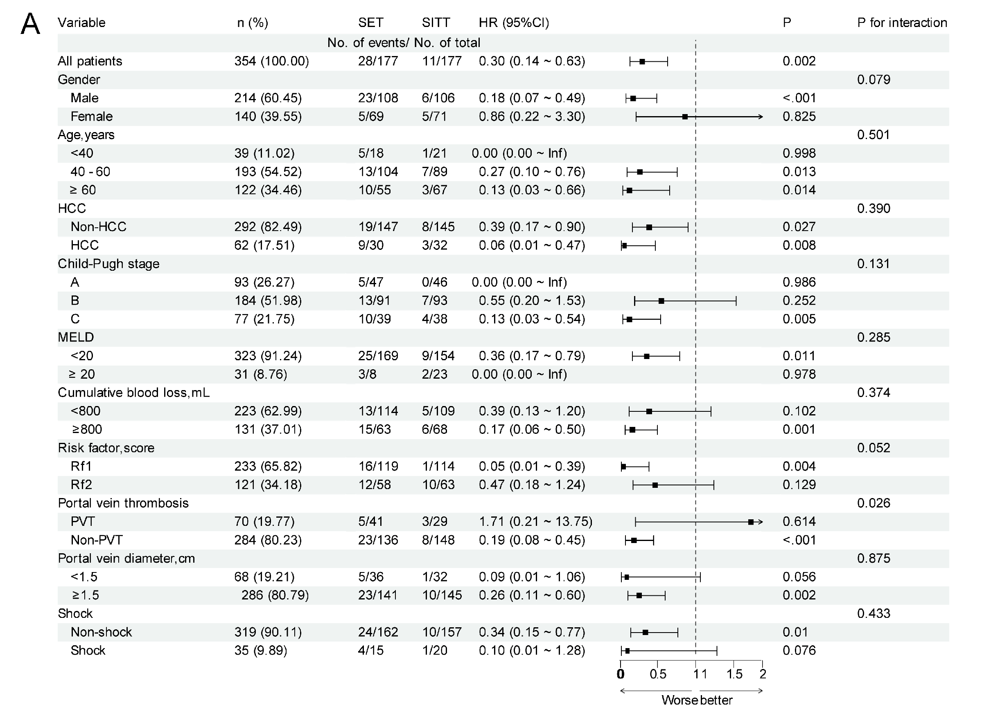 A
Variable n (%) SET SITT HR (95%CI) P P for interaction
No. of events/ No. of total
All patients 354 (100.00) 28/177 11/177 0.30 (0.14 ~ 0.63) 0.002
Gender 0.079
Male 214 (60.45) 23/108 6/106 0.18 (0.07 ~ 0.49) <.001
Female 140 (39.55) 5/69 5/71 0.86 (0.22 ~ 3.30) 0.825
Age,years 0.501
<40 39 (11.02) 5/18 1/21 0.00 (0.00 ~ Inf) 0.998
40 - 60 193 (54.52) 13/104 7/89 0.27 (0.10 ~ 0.76) 0.013
≥ 60 122 (34.46) 10/55 3/67 0.13 (0.03 ~ 0.66) 0.014
HCC 0.390
Non-HCC 292 (82.49) 19/147 8/145 0.39 (0.17 ~ 0.90) 0.027
HCC 62 (17.51) 9/30 3/32 0.06 (0.01 ~ 0.47) 0.008
Child-Pugh stage 0.131
A 93 (26.27) 5/47 0/46 0.00 (0.00 ~ Inf) 0.986
B 184 (51.98) 13/91 7/93 0.55 (0.20 ~ 1.53) 0.252
C 77 (21.75) 10/39 4/38 0.13 (0.03 ~ 0.54) 0.005
MELD 0.285
<20 323 (91.24) 25/169 9/154 0.36 (0.17 ~ 0.79) 0.011
≥ 20 31 (8.76) 3/8 2/23 0.00 (0.00 ~ Inf) 0.978
Cumulative blood loss,mL 0.374
<800 223 (62.99) 13/114 5/109 0.39 (0.13 ~ 1.20) 0.102
≥800 131 (37.01) 15/63 6/68 0.17 (0.06 ~ 0.50) 0.001
Risk factor,score 0.052
Rf1 233 (65.82) 16/119 1/114 0.05 (0.01 ~ 0.39) 0.004
Rf2 121 (34.18) 12/58 10/63 0.47 (0.18 ~ 1.24) 0.129
Portal vein thrombosis 0.026
PVT 70 (19.77) 5/41 3/29 1.71 (0.21 ~ 13.75) 0.614
Non-PVT 284 (80.23) 23/136 8/148 0.19 (0.08 ~ 0.45) <.001
Portal vein diameter,cm 0.875
<1.5 68 (19.21) 5/36 1/32 0.09 (0.01 ~ 1.06) 0.056
≥1.5 286 (80.79) 23/141 10/145 0.26 (0.11 ~ 0.60) 0.002
Shock 0.433
Non-shock 319 (90.11) 24/162 10/157 0.34 (0.15 ~ 0.77) 0.01
Shock 35 (9.89) 4/15 1/20 0.10 (0.01 ~ 1.28) 0.076
0 0.5 1 1 1.5 2
Worse better